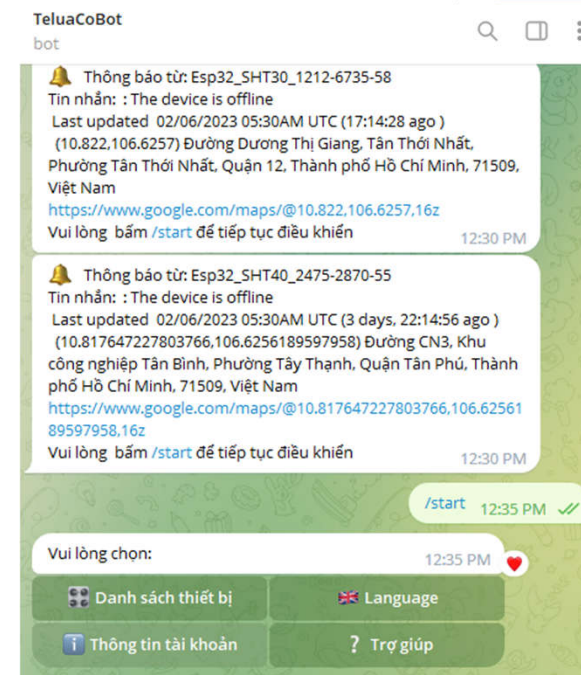 TeluaCoBot
bot
Thông báo từ: Esp32_SHT30_1212-6735-58
Tin nhắn: : The device is offline
Last updated 02/06/2023 05:30AM UTC (17:14:28 ago )
(10.822,106.6257) Đường Dương Thị Giang, Tân Thới Nhất,
Phường Tân Thới Nhất, Quận 12, Thành phố Hồ Chí Minh, 71509,
Việt Nam
https://www.google.com/maps/@10.822,106.6257,16z
Vui lòng bấm /start để tiếp tục điều khiển
12:30 PM
Thông báo từ: Esp32_SHT40_2475-2870-55
Tin nhắn: : The device is offline
Last updated 02/06/2023 05:30AM UTC (3 days, 22:14:56 ago )
(10.817647227803766,106.6256189597958) Đường CN3, Khu
công nghiệp Tân Bình, Phường Tây Thạnh, Quận Tân Phú, Thành
phố Hồ Chí Minh, 71509, Việt Nam
https://www.google.com/maps/@10.817647227803766,106.62561
89597958,16z
Vui lòng bấm /start để tiếp tục điều khiển
12:30 PM
/start 12:35 PM
Vui lòng chọn:
12:35 PM
Danh sách thiết bị
Language
Thông tin tài khoản
? Trợ giúp